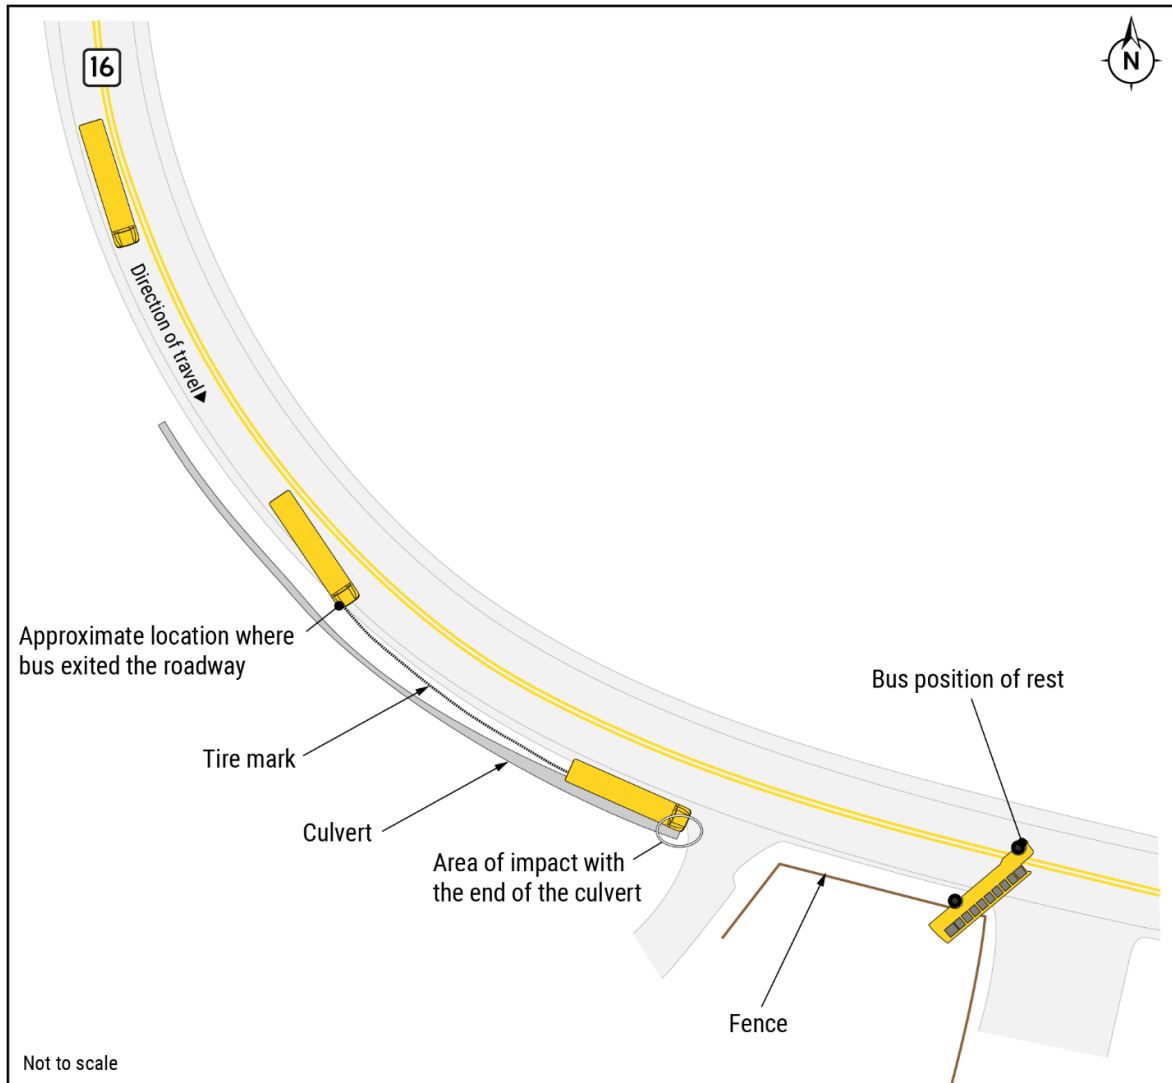 N
16
Direction of travel
Approximate location where
bus exited the roadway
Bus position of rest
Tire mark
Culvert
Area of impact with
the end of the culvert
Fence
Not to scale